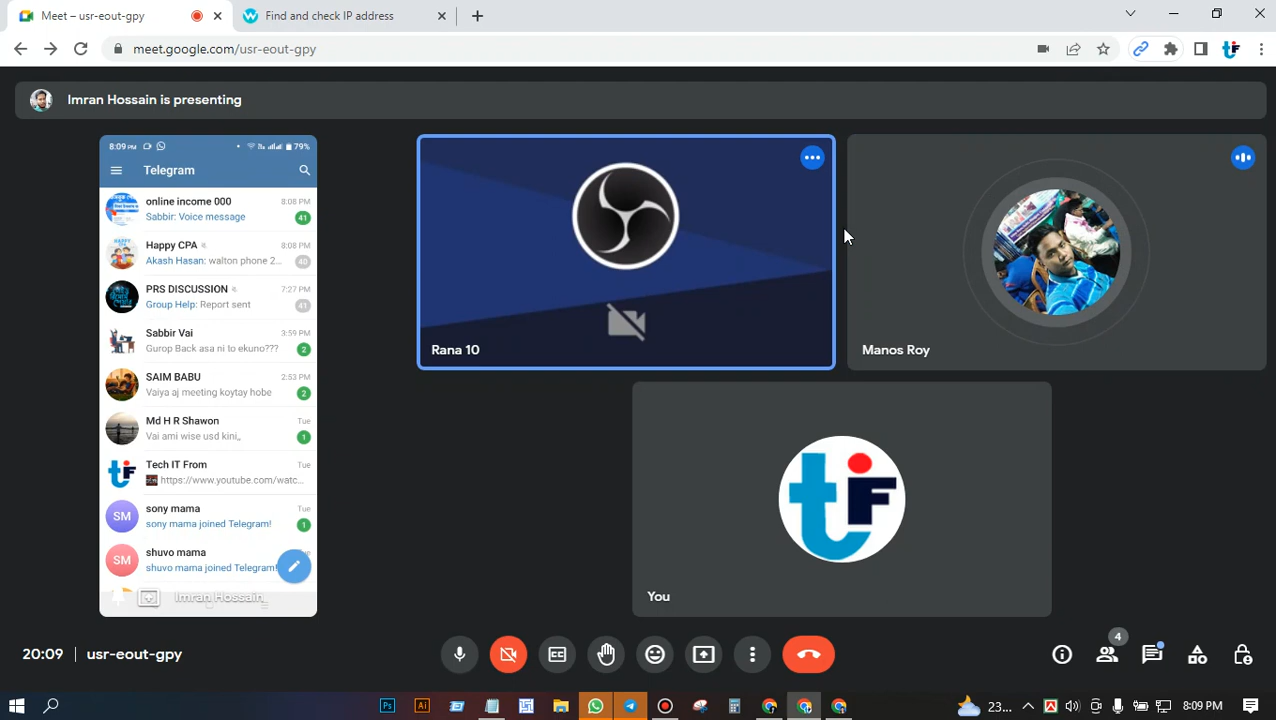 Meet – usr-eout-gpy
Find and check IP address
meet.google.com/usr-eout-gpy
Imran Hossain is presenting
8:09 PM
79%
Telegram
online income 000 8:08 PM
Sabbir: Voice message 41
Happy CPA 8:08 PM
Akash Hasan: walton phone 2... 40
PRS DISCUSSION 7:27 PM
Group Help: Report sent 41
Sabbir Vai 3:59 PM
Gurop Back asa ni to ekuno??? 2
SAIM BABU 2:53 PM
Vaiya aj meeting koytay hobe 2
Md H R Shawon Tue
Vai ami wise usd kini,, 1
Tech IT From Tue
https://www.youtube.com/watc...
SM sony mama Tue
sony mama joined Telegram! 1
SM shuvo mama
shuvo mama joined Telegram!
Imran Hossain
Rana 10
Manos Roy
tiF
You
20:09 usr-eout-gpy
4
Ps Ai
23... 8:09 PM